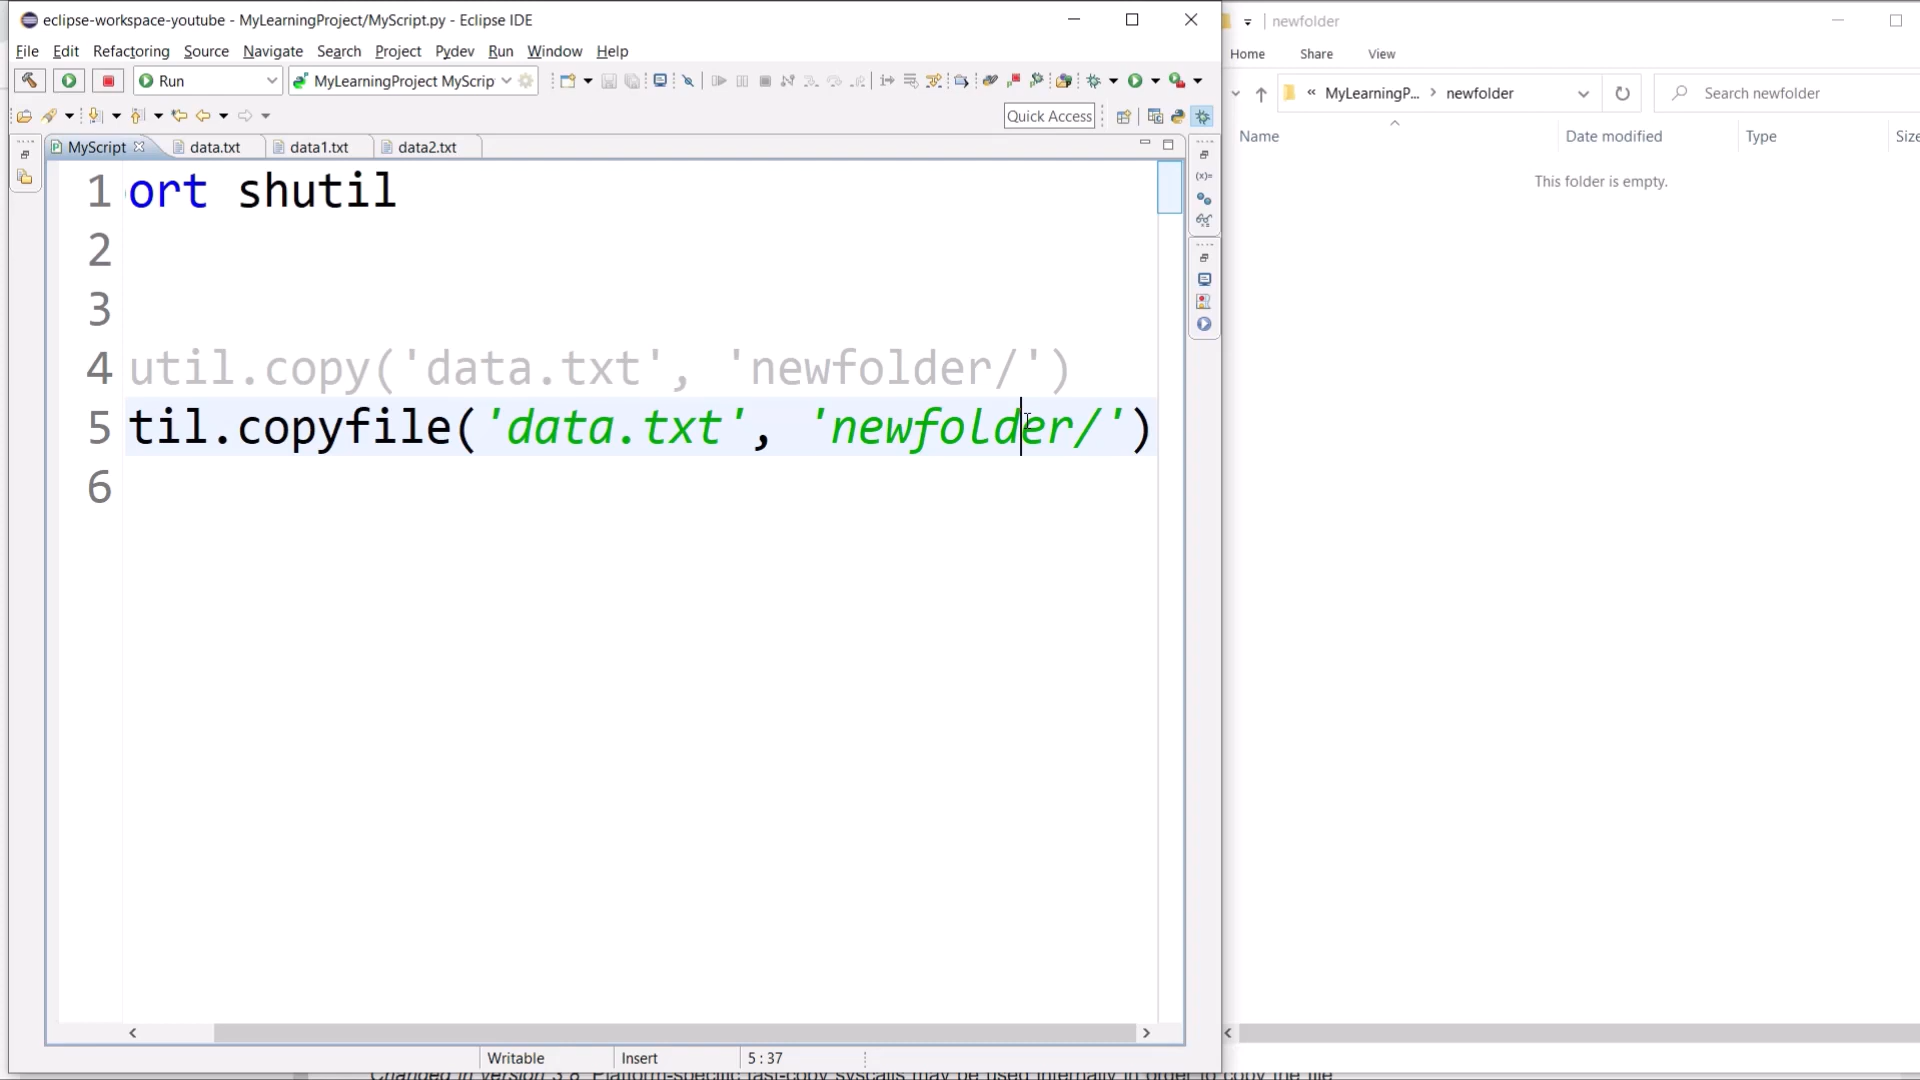 eclipse-workspace-youtube - MyLearningProject/MyScript.py - Eclipse IDE
File Edit Refactoring Source Navigate Search Project Pydev Run Window Help
Run
MyLearningProject MyScrip
Quick Access
MyScript
data.txt
data1.txt
data2.txt
1 ort shutil
2
3
4 util.copy('data.txt', 'newfolder/')
5 til.copyfile('data.txt', 'newfolder/')
6
Writable
Insert
5 : 37
newfolder
Home Share View
« MyLearningP... > newfolder
Search newfolder
Name
Date modified
Type
Size
This folder is empty.